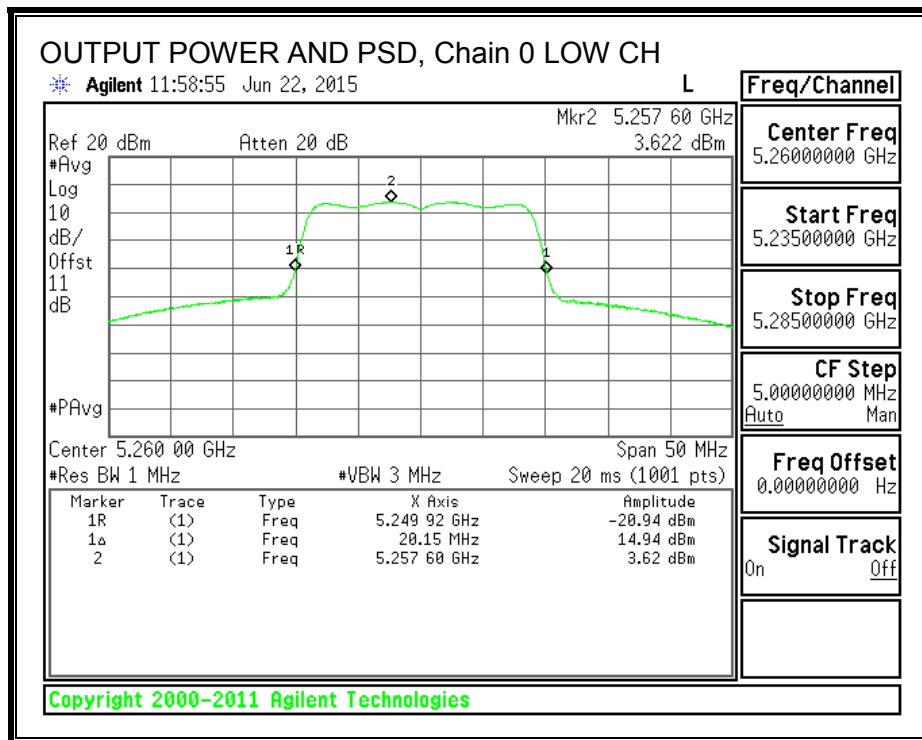 OUTPUT POWER AND PSD, Chain 0 LOW CH
Agilent 11:58:55 Jun 22, 2015 L
Freq/Channel
Mkr2 5.257 60 GHz
Ref 20 dBm Atten 20 dB 3.622 dBm
#Avg
Log
10
dB/
Offst
11
dB
#PAvg
2
1R
1
Center 5.260 00 GHz Span 50 MHz
#Res BW 1 MHz #VBW 3 MHz Sweep 20 ms (1001 pts)
Marker Trace Type X Axis Amplitude
1R (1) Freq 5.249 92 GHz -20.94 dBm
1Δ (1) Freq 20.15 MHz 14.94 dBm
2 (1) Freq 5.257 60 GHz 3.62 dBm
Center Freq
5.26000000 GHz
Start Freq
5.23500000 GHz
Stop Freq
5.28500000 GHz
CF Step
5.00000000 MHz
Auto Man
Freq Offset
0.00000000 Hz
Signal Track
On Off
Copyright 2000-2011 Agilent Technologies